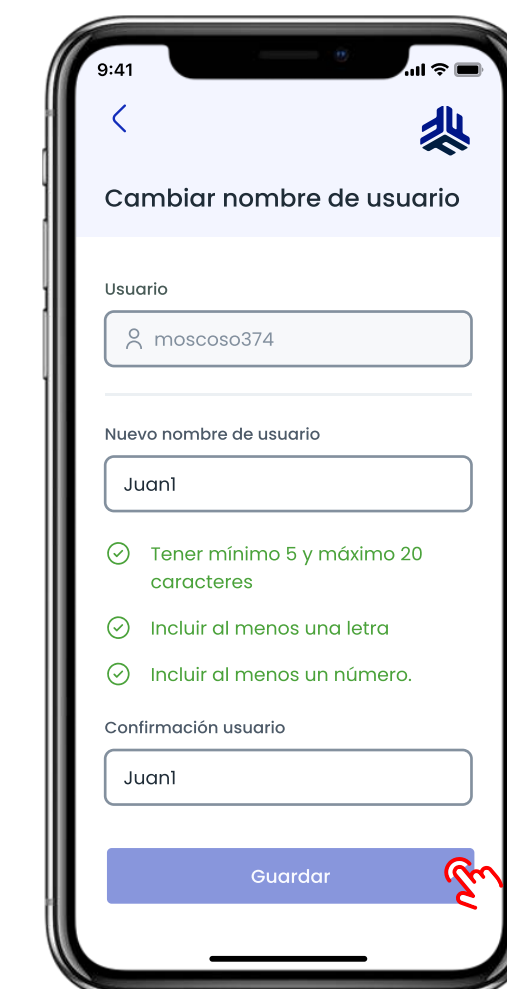 9:41
Cambiar nombre de usuario
Usuario
moscoso374
Nuevo nombre de usuario
Juan1
Tener mínimo 5 y máximo 20
caracteres
Incluir al menos una letra
Incluir al menos un número.
Confirmación usuario
Juan1
Guardar